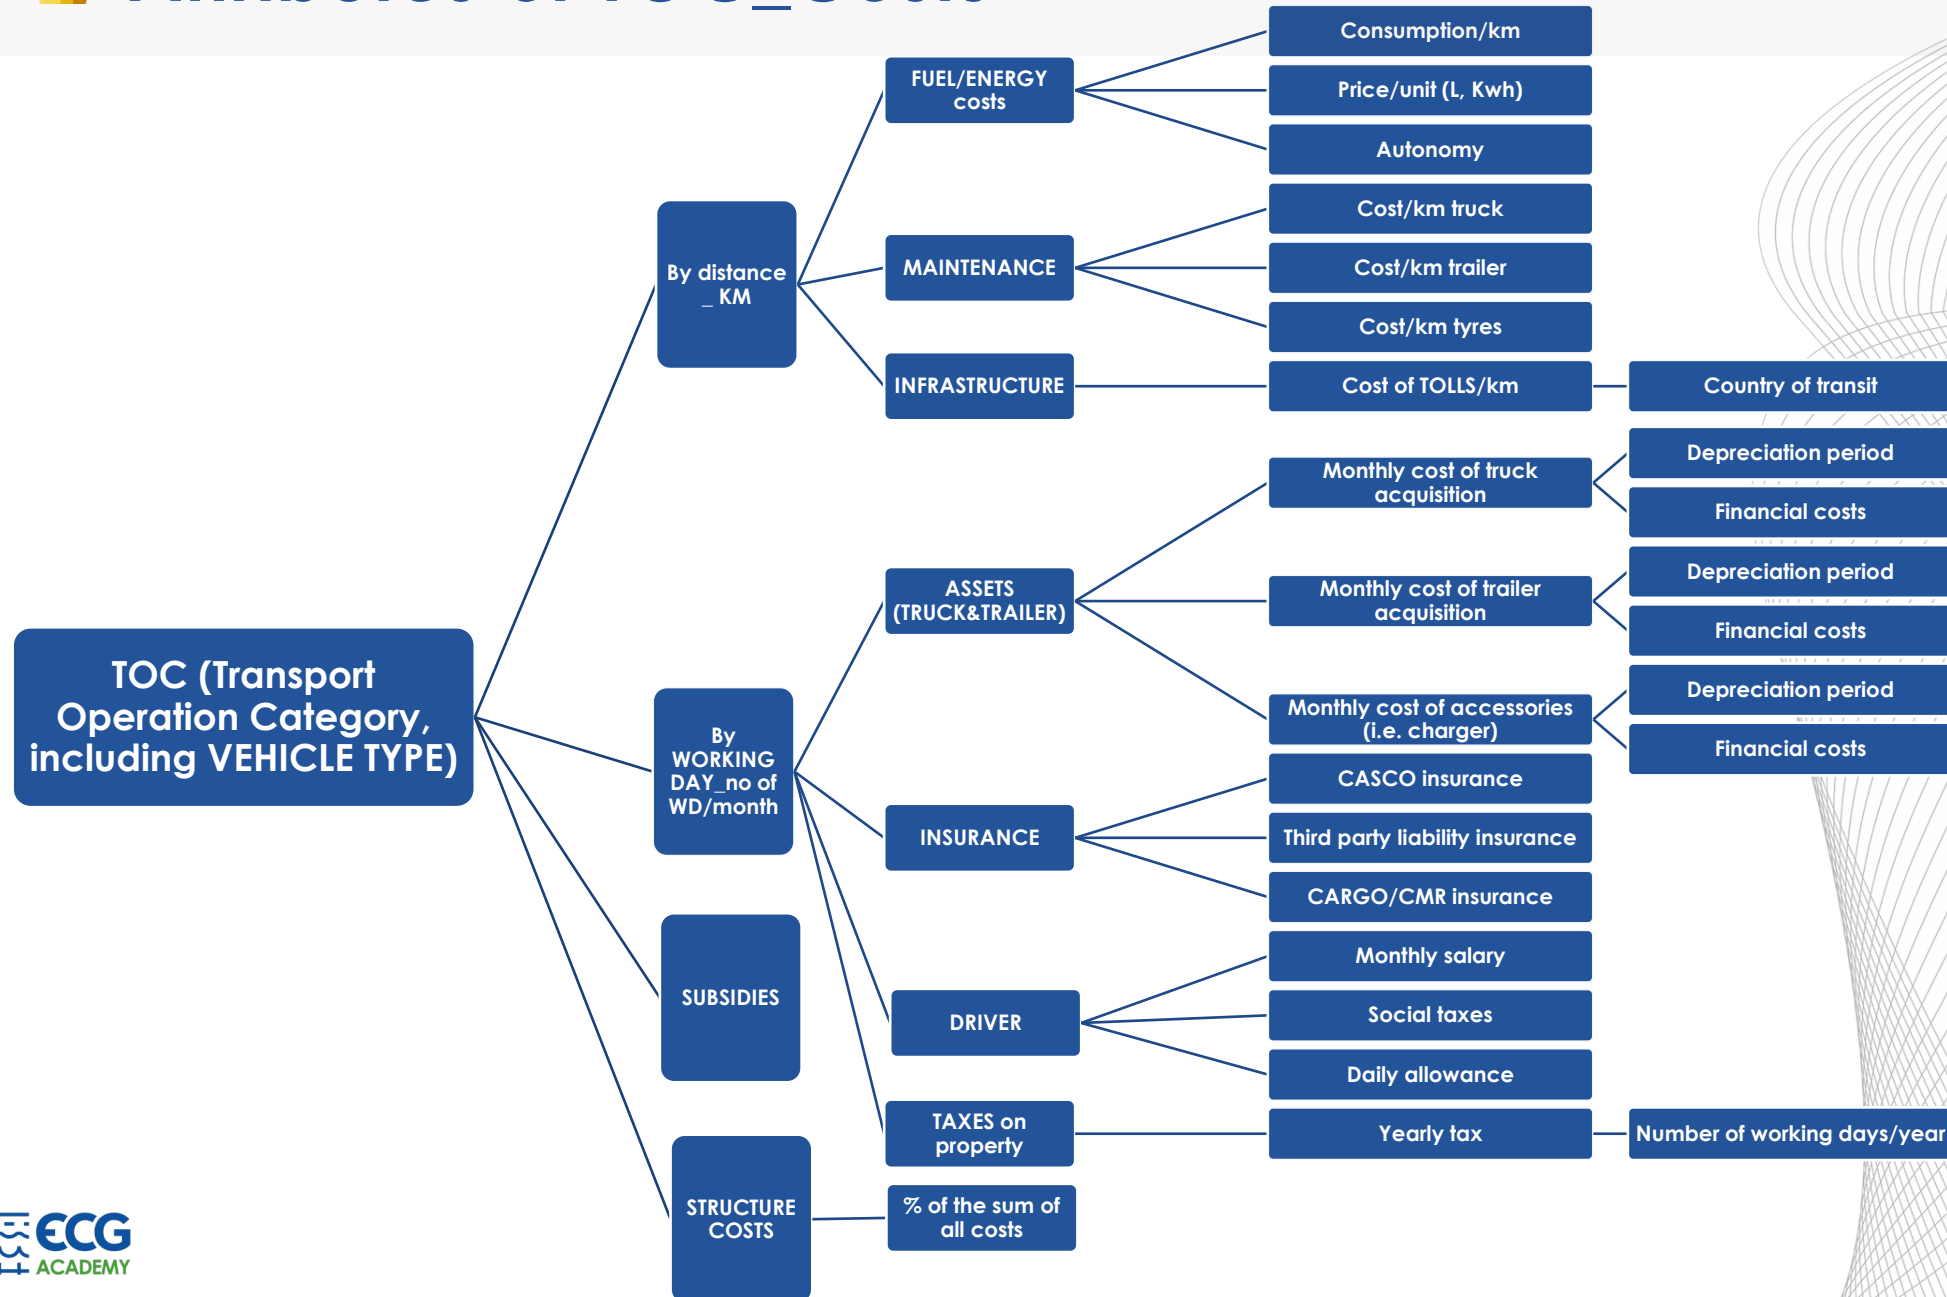 Consumption/km
FUEL/ENERGY
costs
Price/unit (L, Kwh)
Autonomy
By distance
_ KM
MAINTENANCE
Cost/km truck
Cost/km trailer
Cost/km tyres
INFRASTRUCTURE
Cost of TOLLS/km
Country of transit
TOC (Transport
Operation Category,
including VEHICLE TYPE)
By
WORKING
DAY_no of
WD/month
ASSETS
(TRUCK&TRAILER)
Monthly cost of truck
acquisition
Depreciation period
Financial costs
Monthly cost of trailer
acquisition
Depreciation period
Financial costs
Monthly cost of accessories
(i.e. charger)
Depreciation period
Financial costs
INSURANCE
CASCO insurance
Third party liability insurance
CARGO/CMR insurance
DRIVER
Monthly salary
Social taxes
Daily allowance
TAXES on
property
Yearly tax
Number of working days/year
SUBSIDIES
STRUCTURE
COSTS
% of the sum of
all costs
ECG
ACADEMY